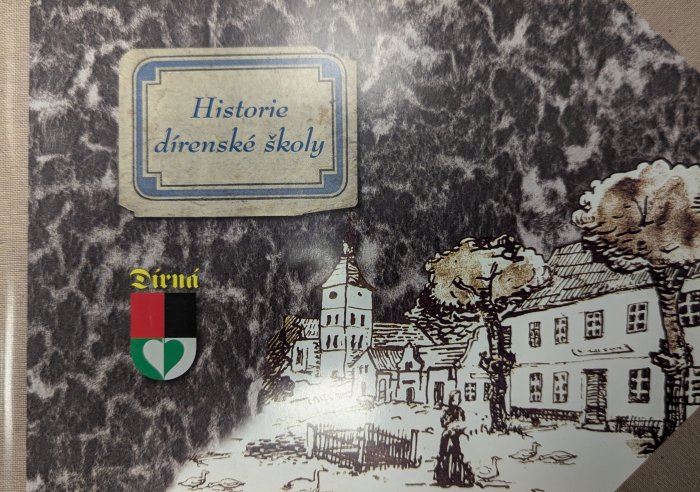 Historie
dírenské školy
Dírná